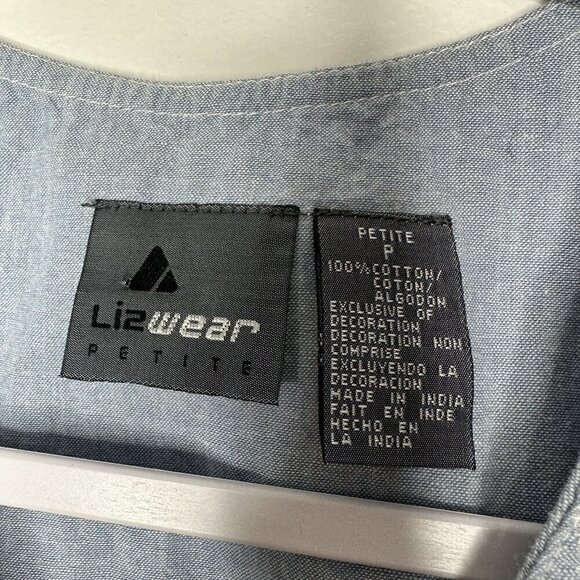 Lizwear
PETITE
PETITE
P
100% COTTON/
COTON/
ALGODON
EXCLUSIVE OF
DECORATION
DECORATION NON
COMPRISE
EXCLUYENDO LA
DECORACION
MADE IN INDIA
FAIT EN INDE
HECHO EN
LA INDIA